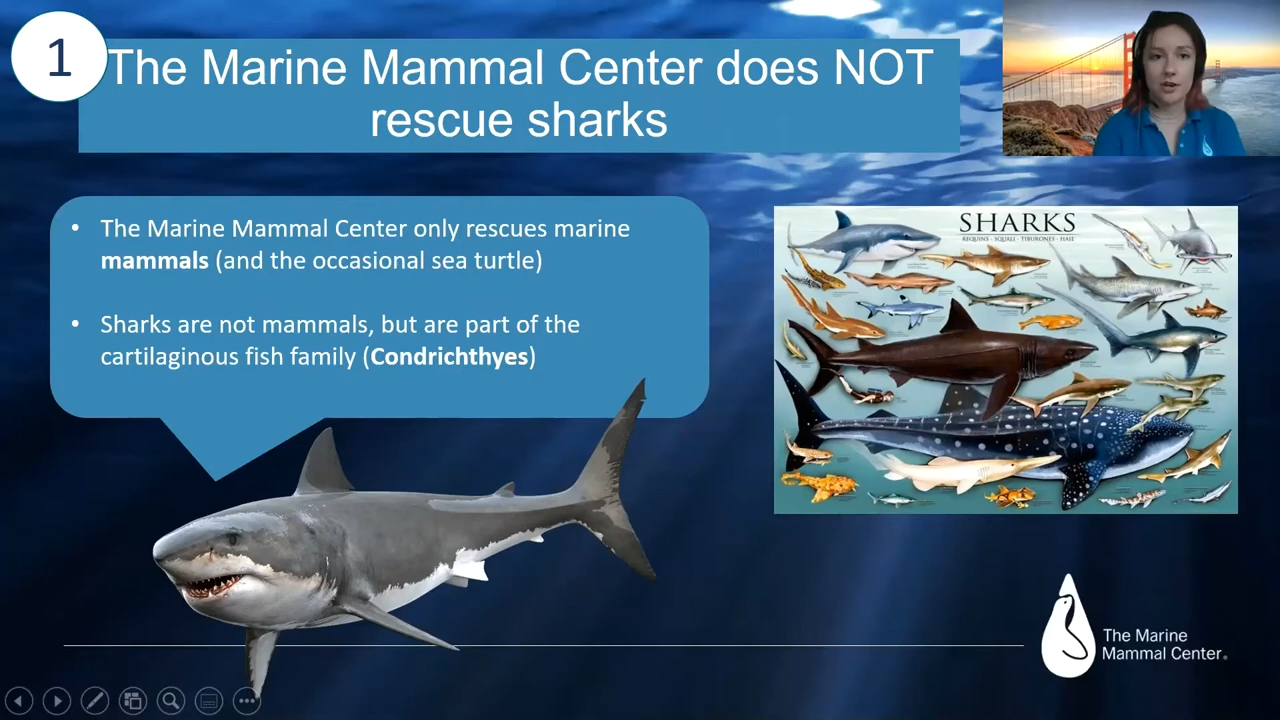 1
The Marine Mammal Center does NOT
rescue sharks
• The Marine Mammal Center only rescues marine
mammals (and the occasional sea turtle)
• Sharks are not mammals, but are part of the
cartilaginous fish family (Condrichthyes)
SHARKS
REQUINS - SQUALI - TIBURONES - HAIE
The Marine
Mammal Center®